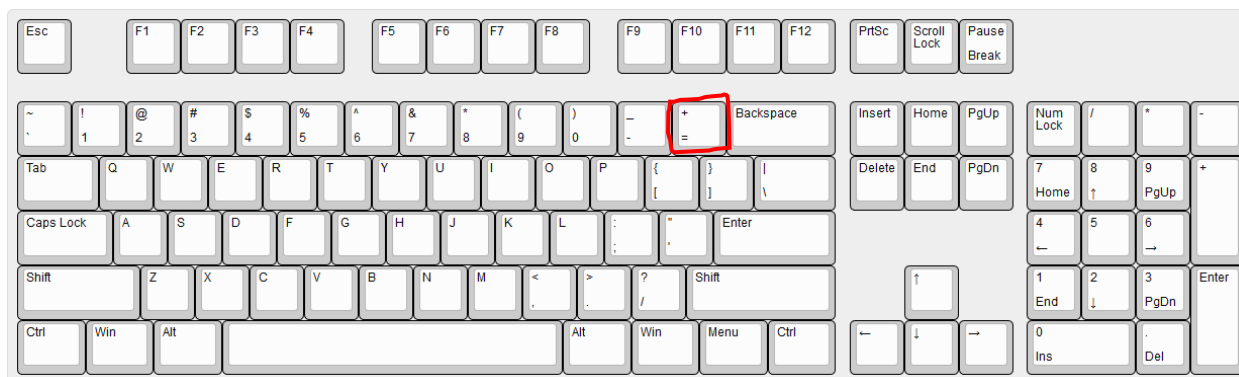 Esc F1 F2 F3 F4 F5 F6 F7 F8 F9 F10 F11 F12 PrtSc Scroll Lock Pause Break
~ ! @ # $ % ^ & * ( ) _ + Backspace Insert Home PgUp Num Lock / * -
` 1 2 3 4 5 6 7 8 9 0 - =
Tab Q W E R T Y U I O P { } | Delete End PgDn 7 8 9 +
[ ] \ Home ↑ PgUp
Caps Lock A S D F G H J K L : " Enter 4 5 6
; ' ← →
Shift Z X C V B N M < > ? Shift ↑ 1 2 3 Enter
, . / End ↓ PgDn
Ctrl Win Alt Alt Win Menu Ctrl ← ↓ → 0 .
Ins Del